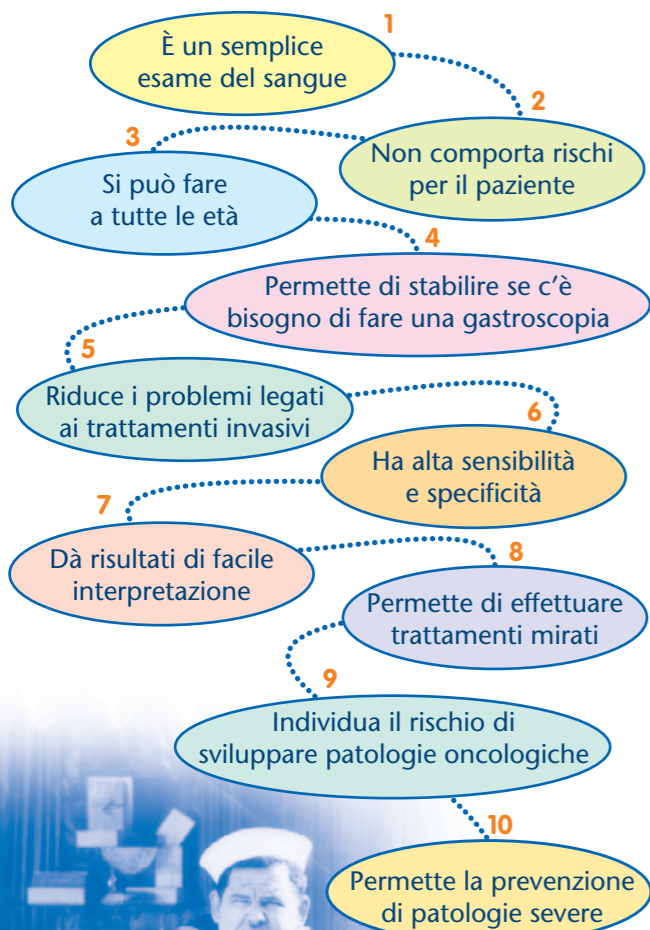 1
È un semplice
esame del sangue
2
Non comporta rischi
per il paziente
3
Si può fare
a tutte le età
4
Permette di stabilire se c'è
bisogno di fare una gastroscopia
5
Riduce i problemi legati
ai trattamenti invasivi
6
Ha alta sensibilità
e specificità
7
Dà risultati di facile
interpretazione
8
Permette di effettuare
trattamenti mirati
9
Individua il rischio di
sviluppare patologie oncologiche
10
Permette la prevenzione
di patologie severe